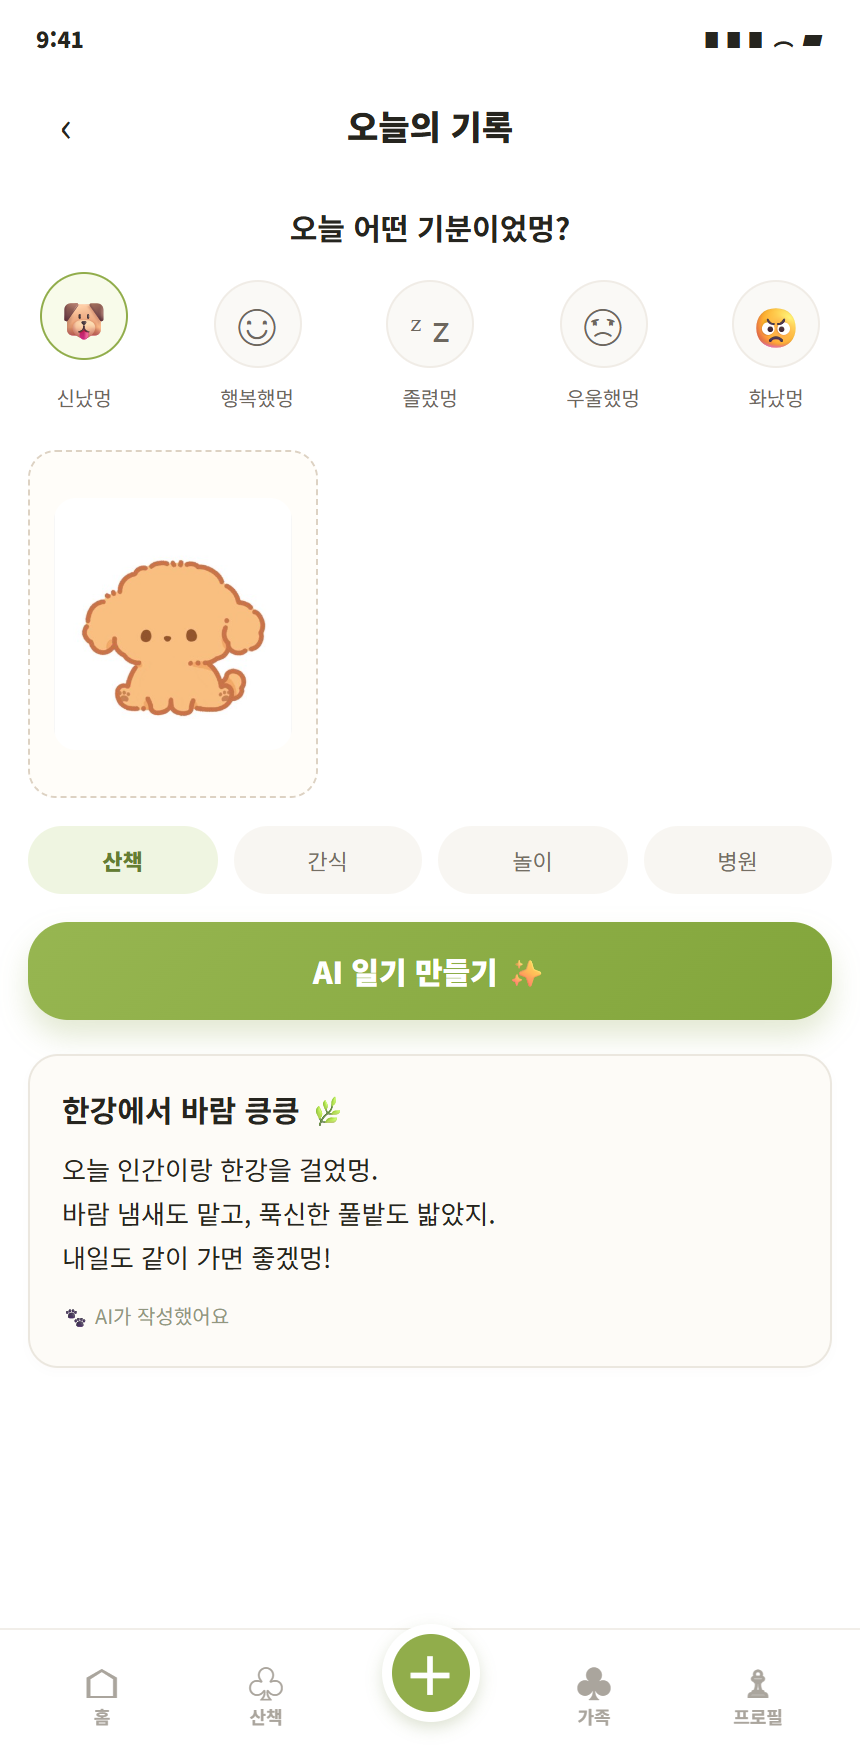 9:41
오늘의 기록
오늘 어떤 기분이었멍?
z z
신났멍
행복했멍
졸렸멍
우울했멍
화났멍
산책
간식
놀이
병원
AI 일기 만들기
한강에서 바람 킁킁
오늘 인간이랑 한강을 걸었멍.
바람 냄새도 맡고, 푹신한 풀밭도 밟았지.
내일도 같이 가면 좋겠멍!
AI가 작성했어요
홈
산책
가족
프로필